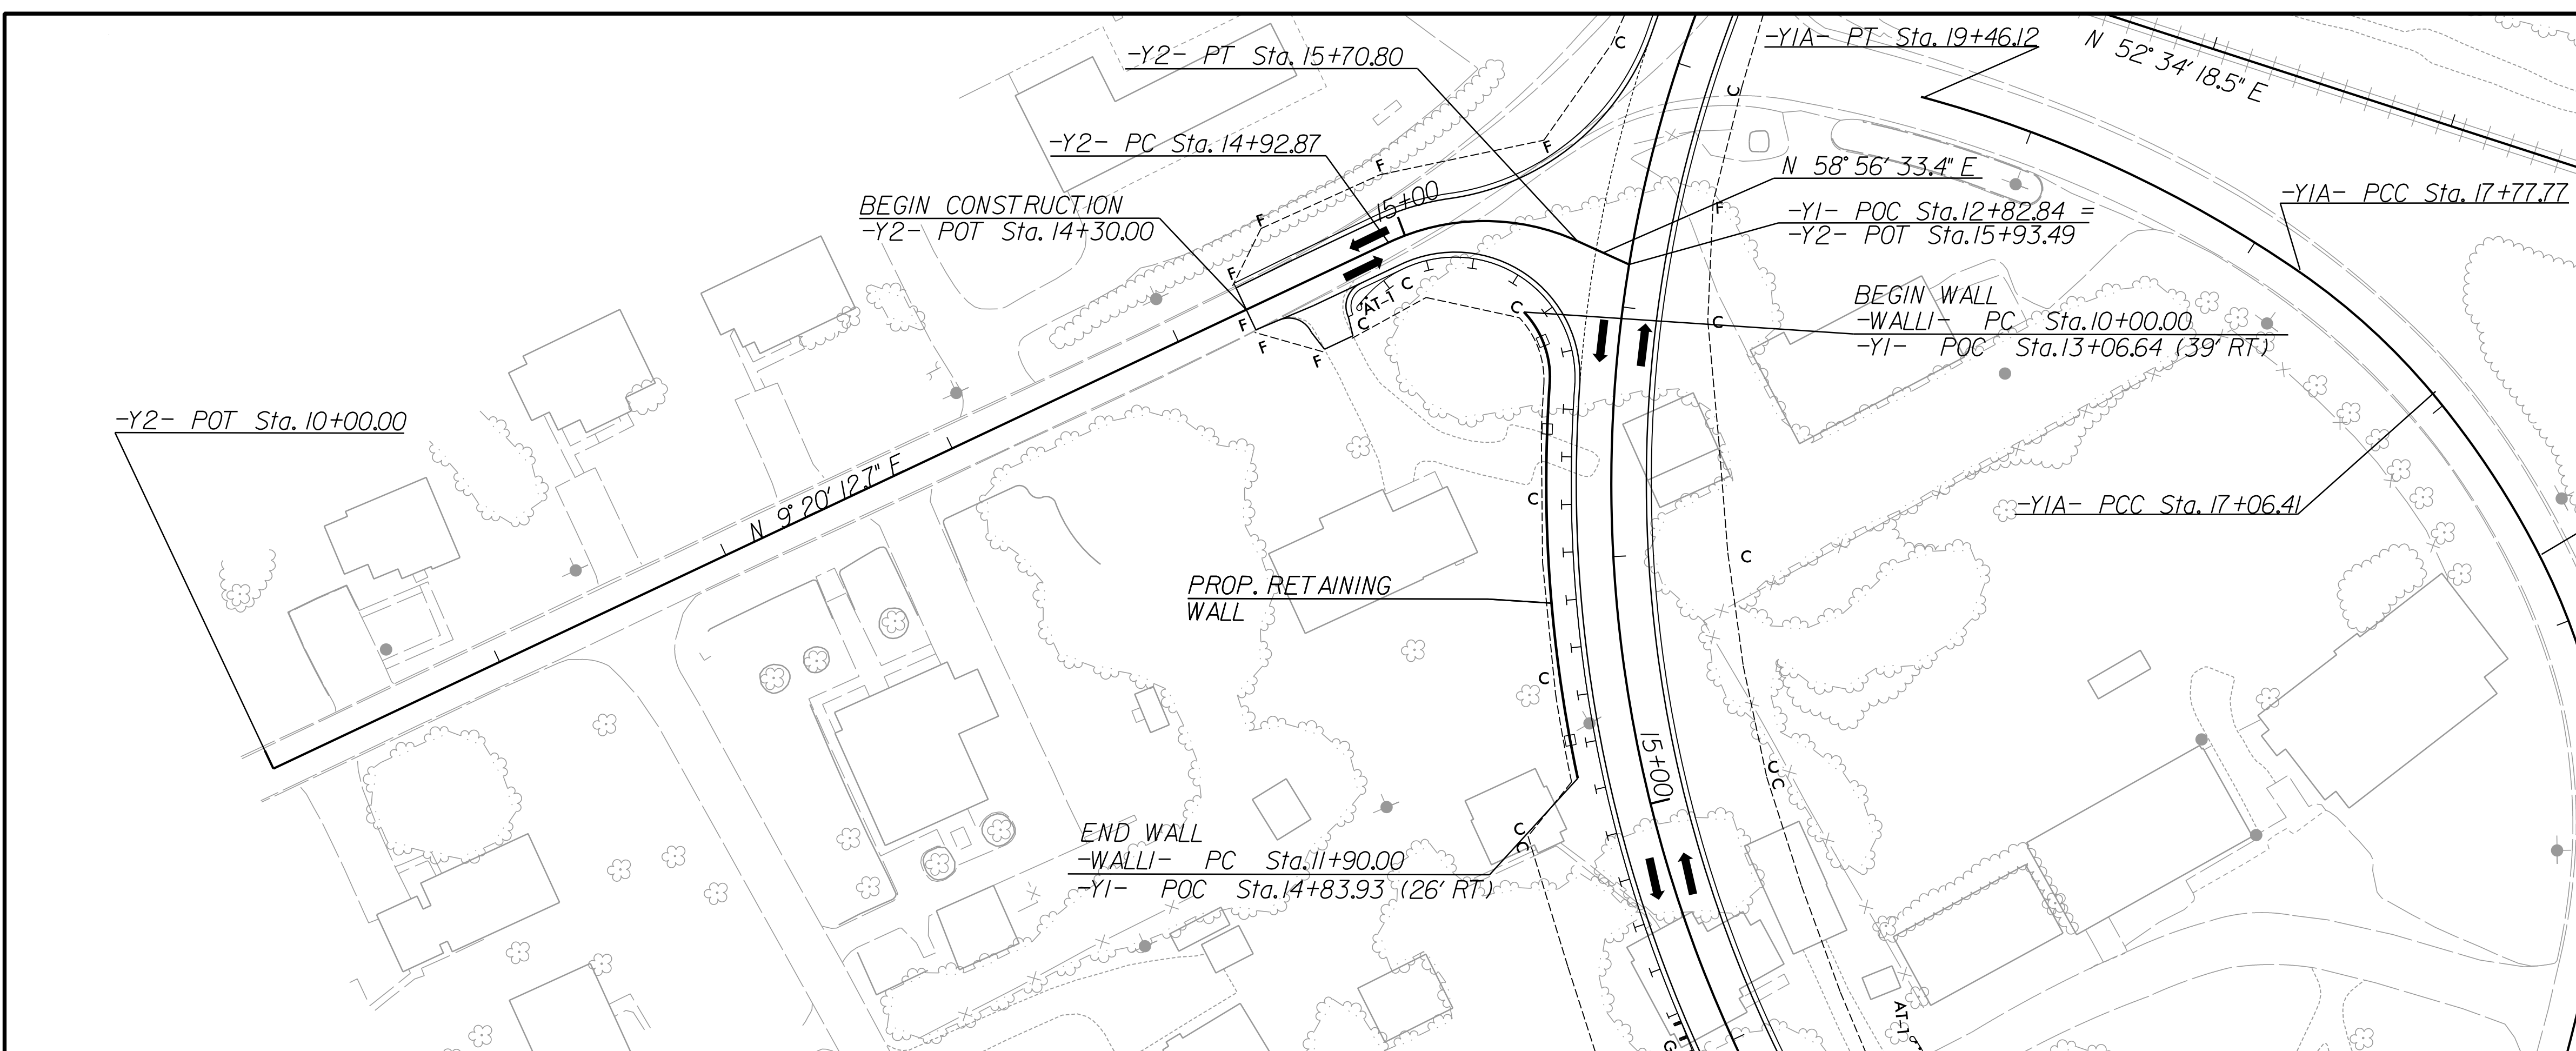 -Y2- PT Sta. 15+70.80
-Y1A- PT Sta. 19+46.12
N 52° 34' 18.5" E
-Y2- PC Sta. 14+92.87
N 58° 56' 33.4" E
-Y1A- PCC Sta. 17+77.77
BEGIN CONSTRUCTION
-Y2- POT Sta. 14+30.00
15+00
-Y1- POC Sta. 12+82.84 =
-Y2- POT Sta. 15+93.49
BEGIN WALL
-WALL1- PC Sta. 10+00.00
-Y1- POC Sta. 13+06.64 (39' RT)
-Y2- POT Sta. 10+00.00
N 9° 20' 12.7" E
-Y1A- PCC Sta. 17+06.41
PROP. RETAINING
WALL
15+00
END WALL
-WALL1- PC Sta. 11+90.00
-Y1- POC Sta. 14+83.93 (26' RT)
AT-1
AT-1
C
C
F
F
F
F
F
F
F
F
C
C
C
C
C
C
C
C
C
C
C
C
G